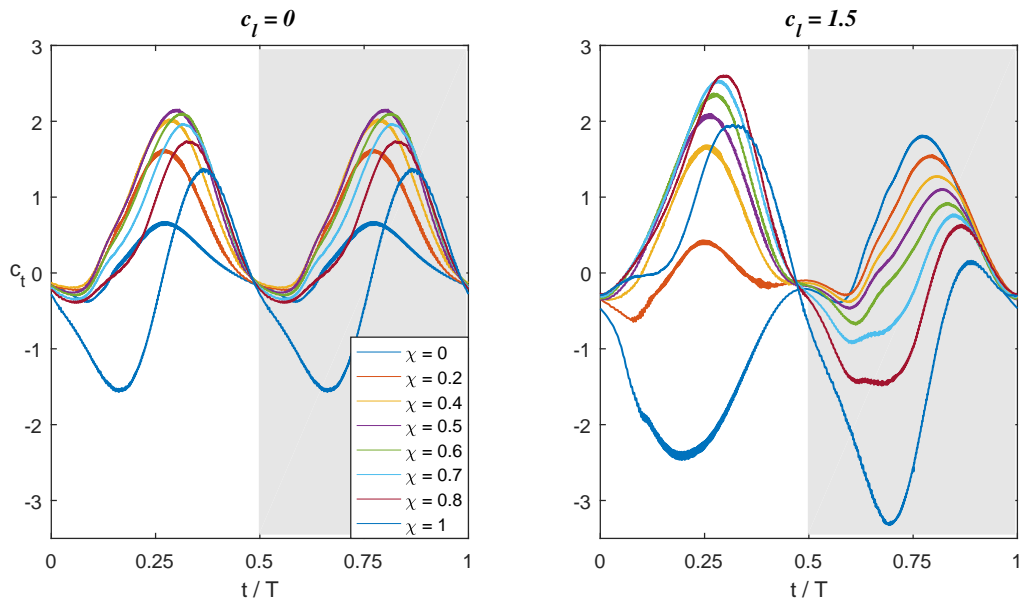 c_l = 0
3
2
1
0
-1
-2
-3
c_t
χ = 0
χ = 0.2
χ = 0.4
χ = 0.5
χ = 0.6
χ = 0.7
χ = 0.8
χ = 1
0 0.25 0.5 0.75 1
t / T
c_l = 1.5
3
2
1
0
-1
-2
-3
0 0.25 0.5 0.75 1
t / T